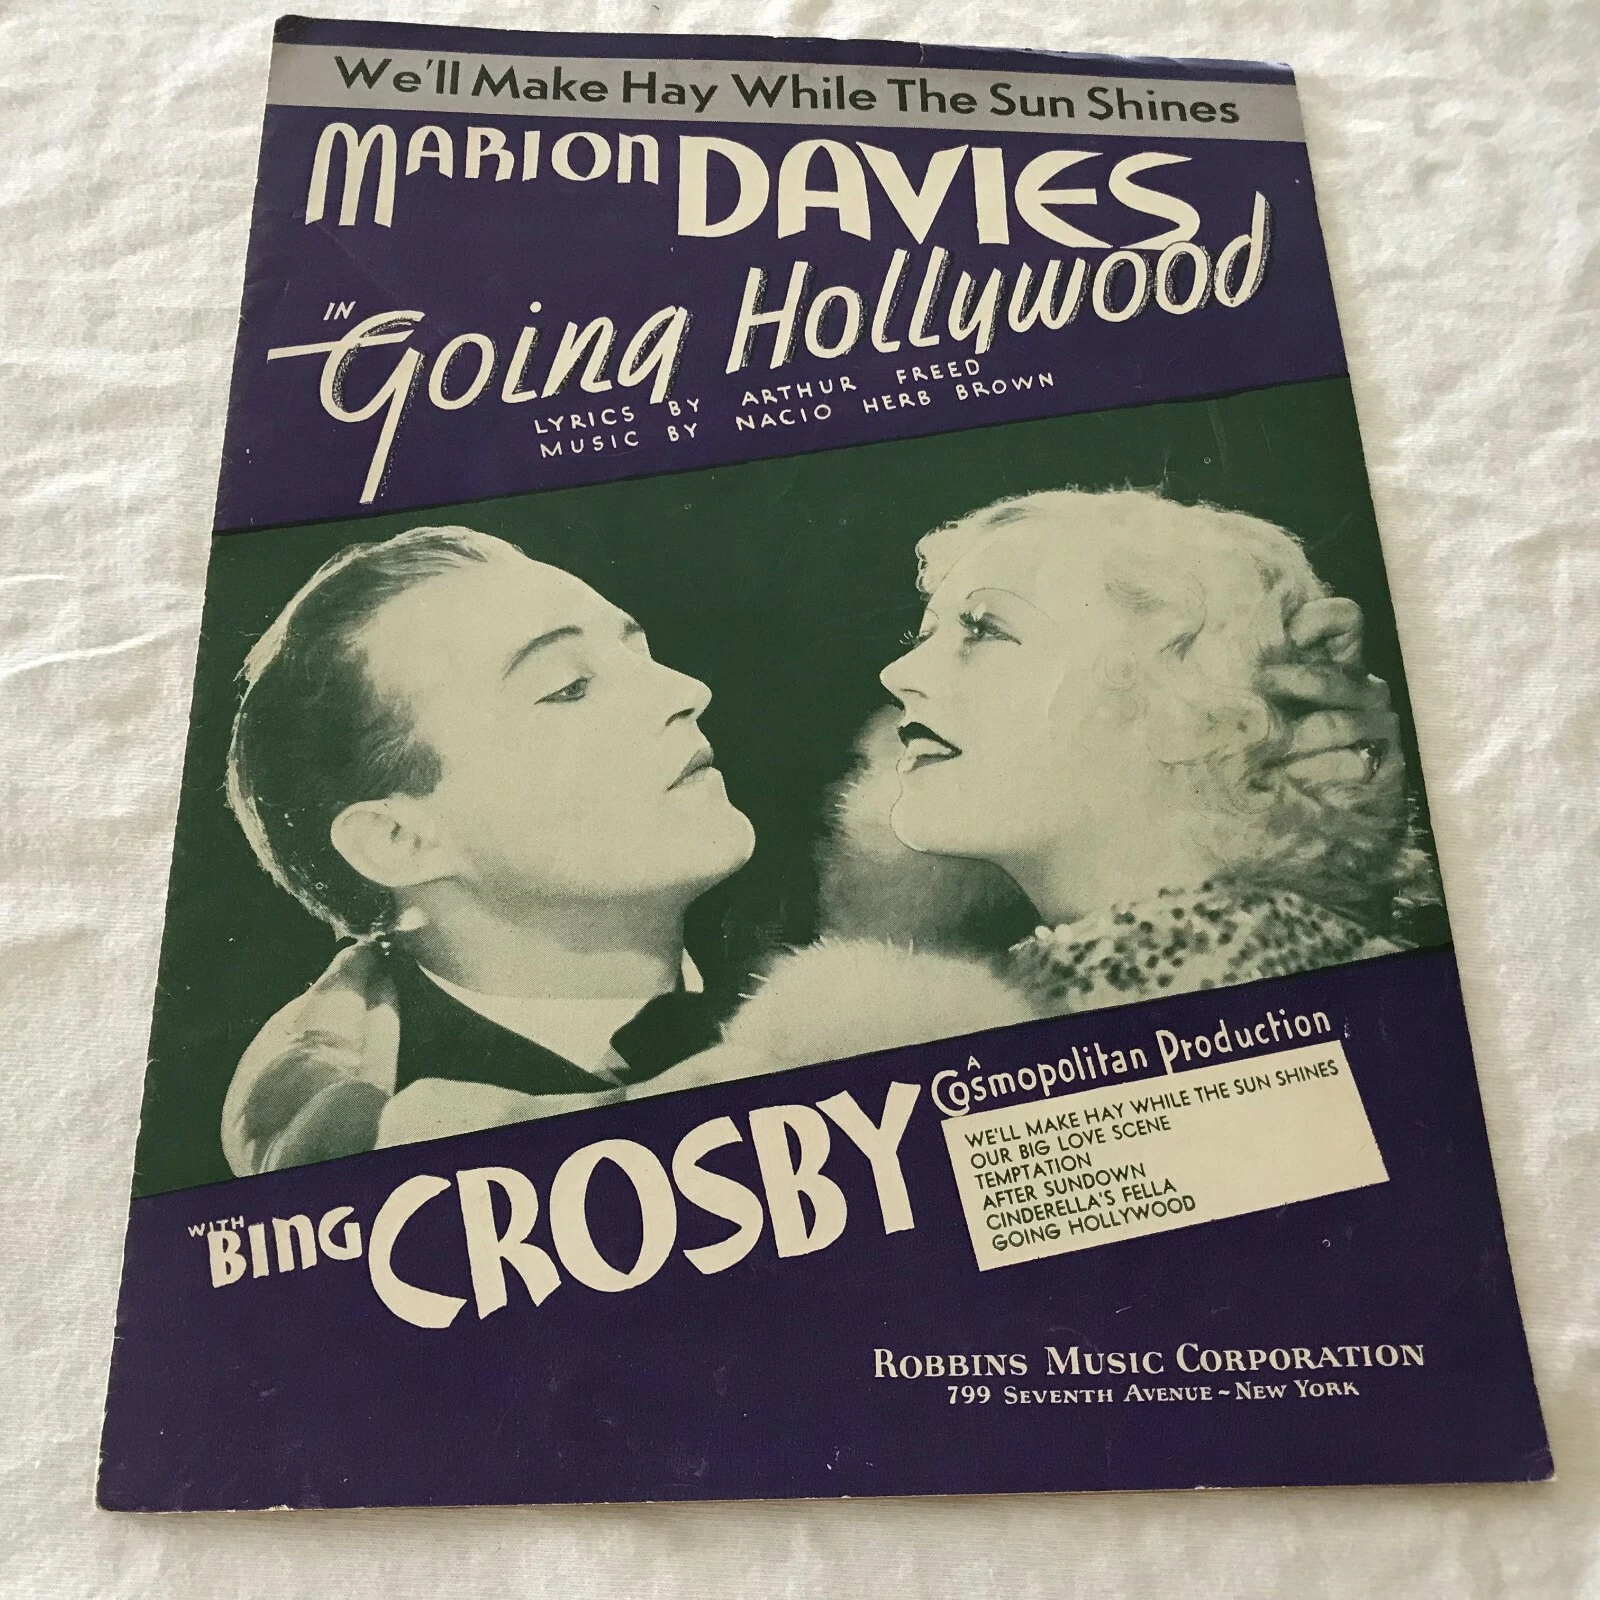 We'll Make Hay While The Sun Shines
MARION DAVIES
IN Going Hollywood
LYRICS BY ARTHUR FREED
MUSIC BY NACIO HERB BROWN
A Cosmopolitan Production
WE'LL MAKE HAY WHILE THE SUN SHINES
OUR BIG LOVE SCENE
TEMPTATION
AFTER SUNDOWN
CINDERELLA'S FELLA
GOING HOLLYWOOD
WITH BING CROSBY
ROBBINS MUSIC CORPORATION
799 SEVENTH AVENUE ~ NEW YORK